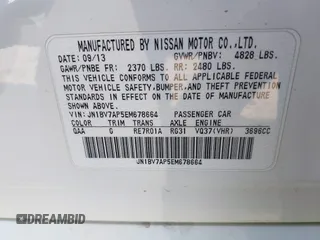 MANUFACTURED BY NISSAN MOTOR CO.,LTD.
DATE: 09/13 GVWR/PNBV: 4828 LBS.
GAWR/PNBE FR: 2370 LBS. RR: 2480 LBS.
THIS VEHICLE CONFORMS TO ALL APPLICABLE FEDERAL
MOTOR VEHICLE SAFETY,BUMPER,AND THEFT PREVENTION
STANDARDS IN EFFECT ON THE DATE OF MANUFACTURE
SHOWN ABOVE.
VIN: JN1BV7AP5EM678664 PASSENGER CAR
COLOR TRIM TRANS AXLE ENGINE
QAA G RE7R01A RG31 VQ37(VHR) 3696CC
JN1BV7AP5EM678664
DREAMBID